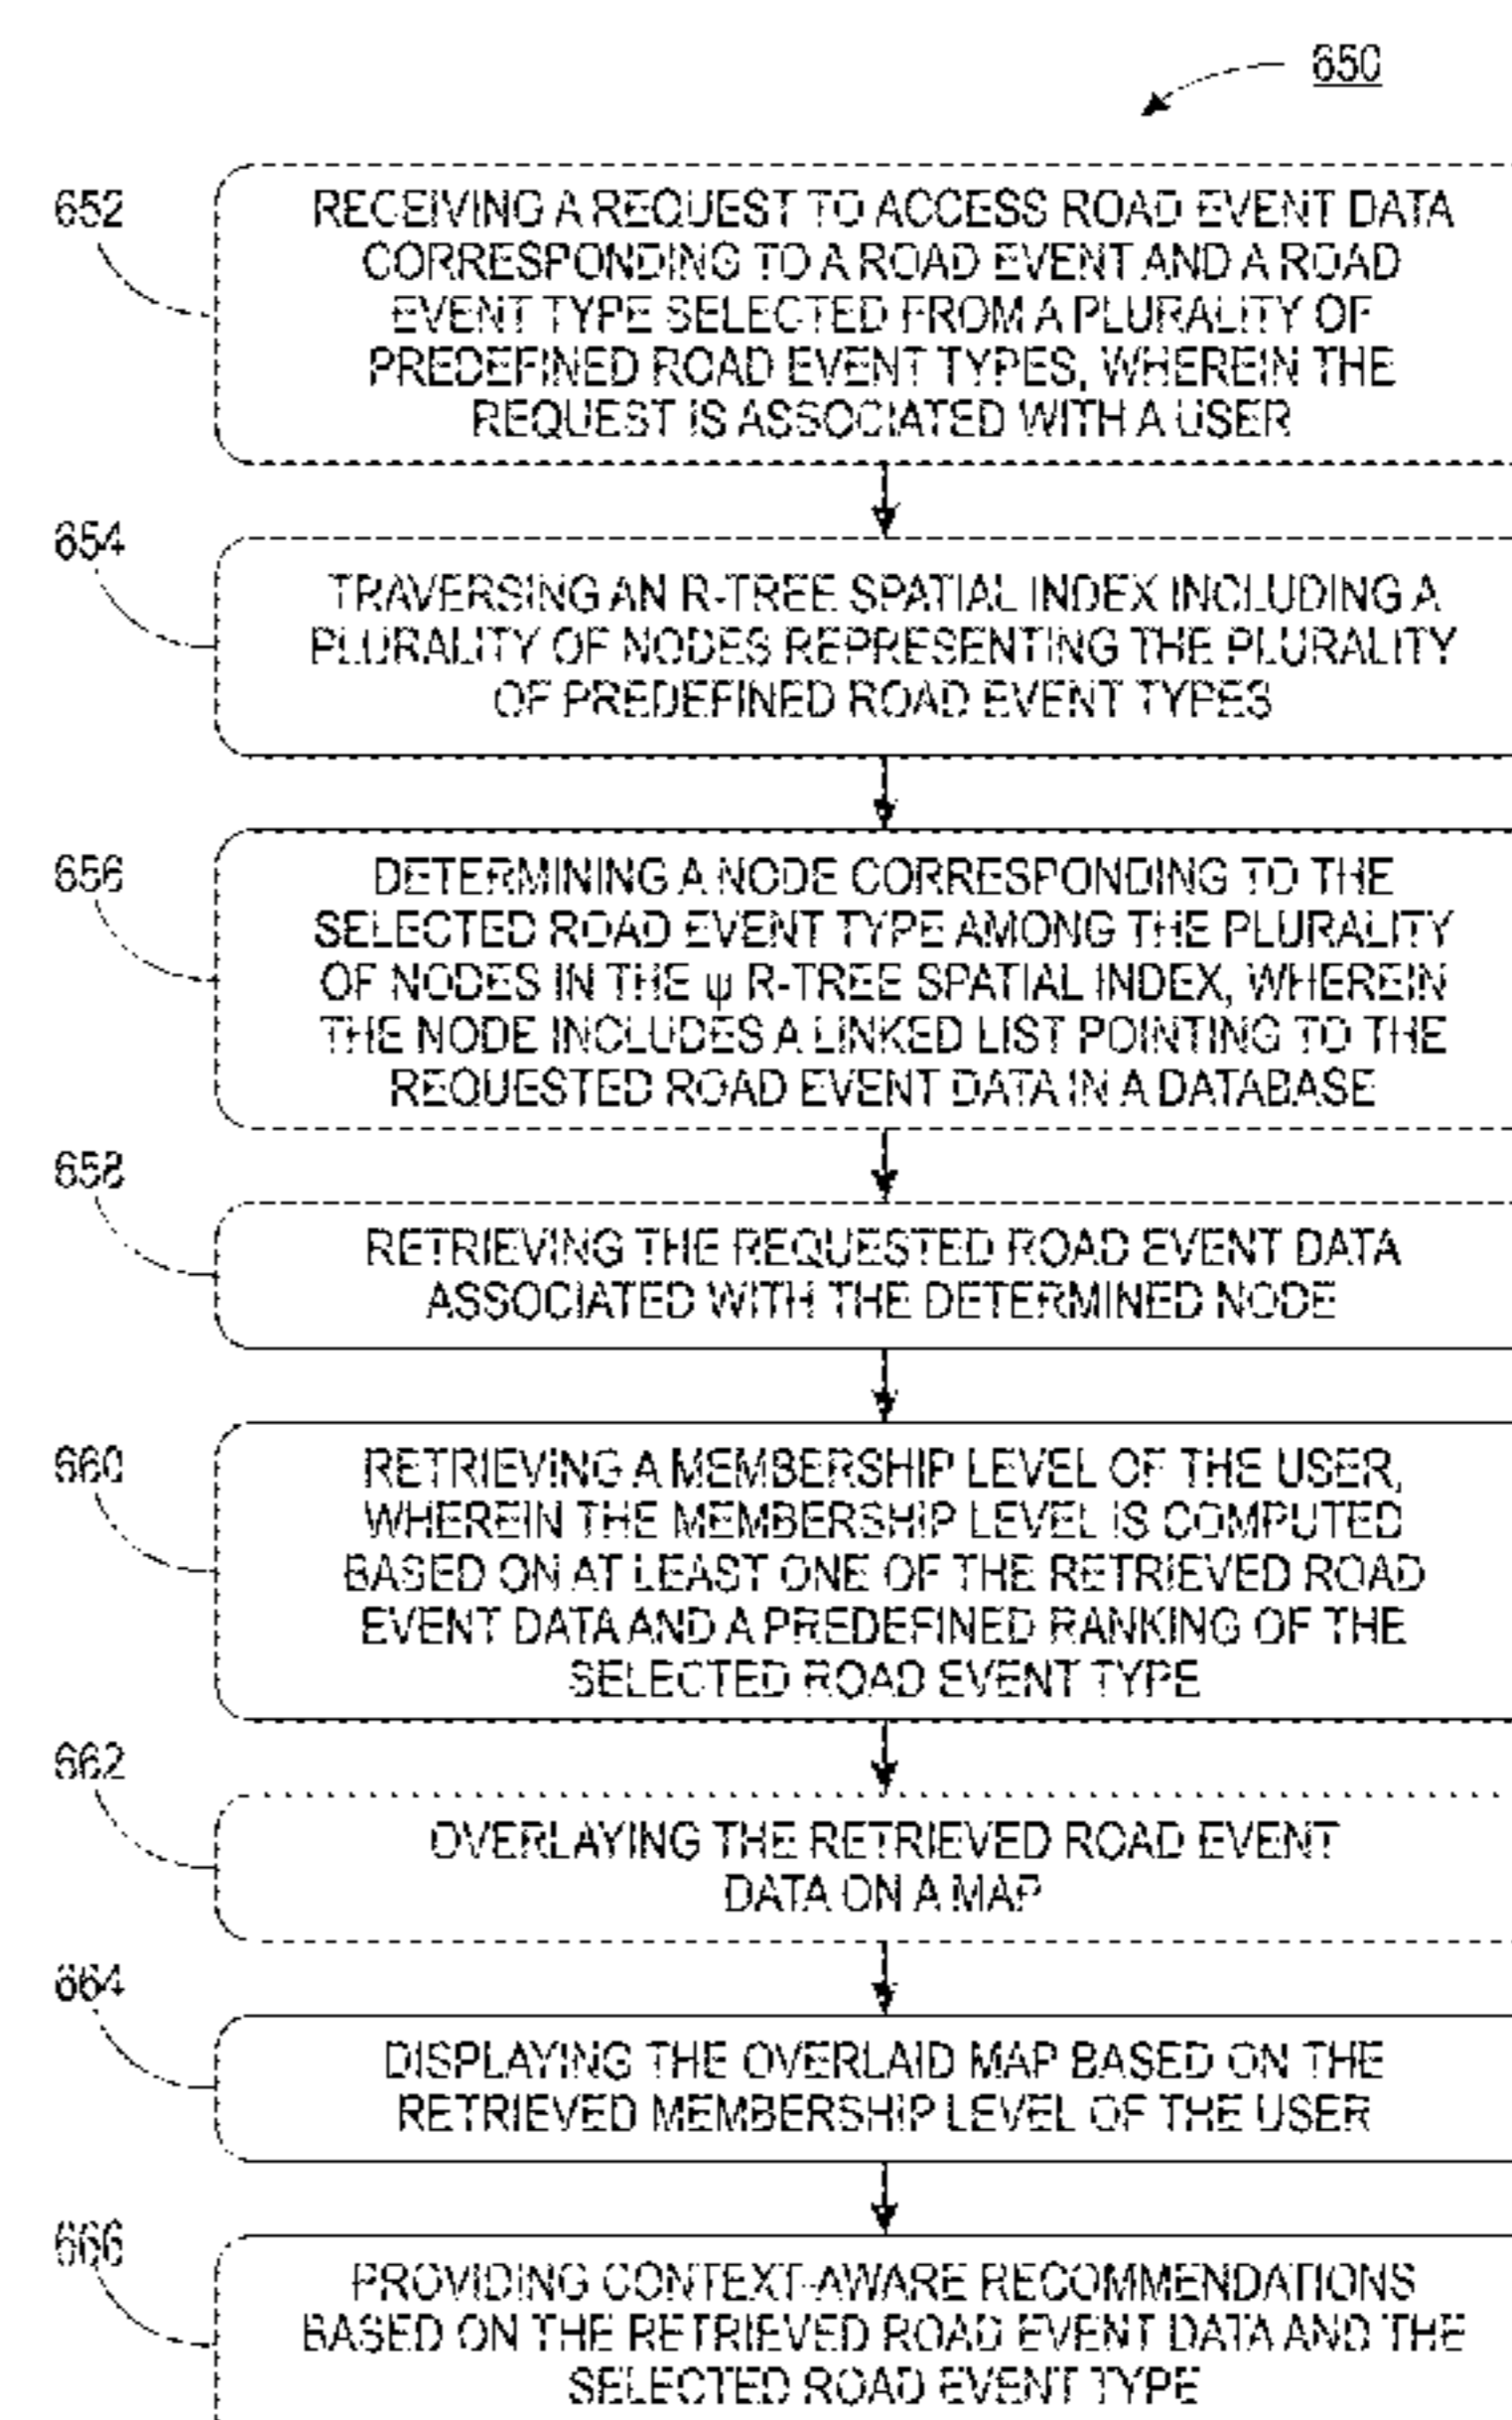 650
652
RECEIVING A REQUEST TO ACCESS ROAD EVENT DATA
CORRESPONDING TO A ROAD EVENT AND A ROAD
EVENT TYPE SELECTED FROM A PLURALITY OF
PREDEFINED ROAD EVENT TYPES, WHEREIN THE
REQUEST IS ASSOCIATED WITH A USER
654
TRAVERSING AN R-TREE SPATIAL INDEX INCLUDING A
PLURALITY OF NODES REPRESENTING THE PLURALITY
OF PREDEFINED ROAD EVENT TYPES
656
DETERMINING A NODE CORRESPONDING TO THE
SELECTED ROAD EVENT TYPE AMONG THE PLURALITY
OF NODES IN THE ψ R-TREE SPATIAL INDEX, WHEREIN
THE NODE INCLUDES A LINKED LIST POINTING TO THE
REQUESTED ROAD EVENT DATA IN A DATABASE
658
RETRIEVING THE REQUESTED ROAD EVENT DATA
ASSOCIATED WITH THE DETERMINED NODE
660
RETRIEVING A MEMBERSHIP LEVEL OF THE USER,
WHEREIN THE MEMBERSHIP LEVEL IS COMPUTED
BASED ON AT LEAST ONE OF THE RETRIEVED ROAD
EVENT DATA AND A PREDEFINED RANKING OF THE
SELECTED ROAD EVENT TYPE
662
OVERLAYING THE RETRIEVED ROAD EVENT
DATA ON A MAP
664
DISPLAYING THE OVERLAID MAP BASED ON THE
RETRIEVED MEMBERSHIP LEVEL OF THE USER
666
PROVIDING CONTEXT-AWARE RECOMMENDATIONS
BASED ON THE RETRIEVED ROAD EVENT DATA AND THE
SELECTED ROAD EVENT TYPE